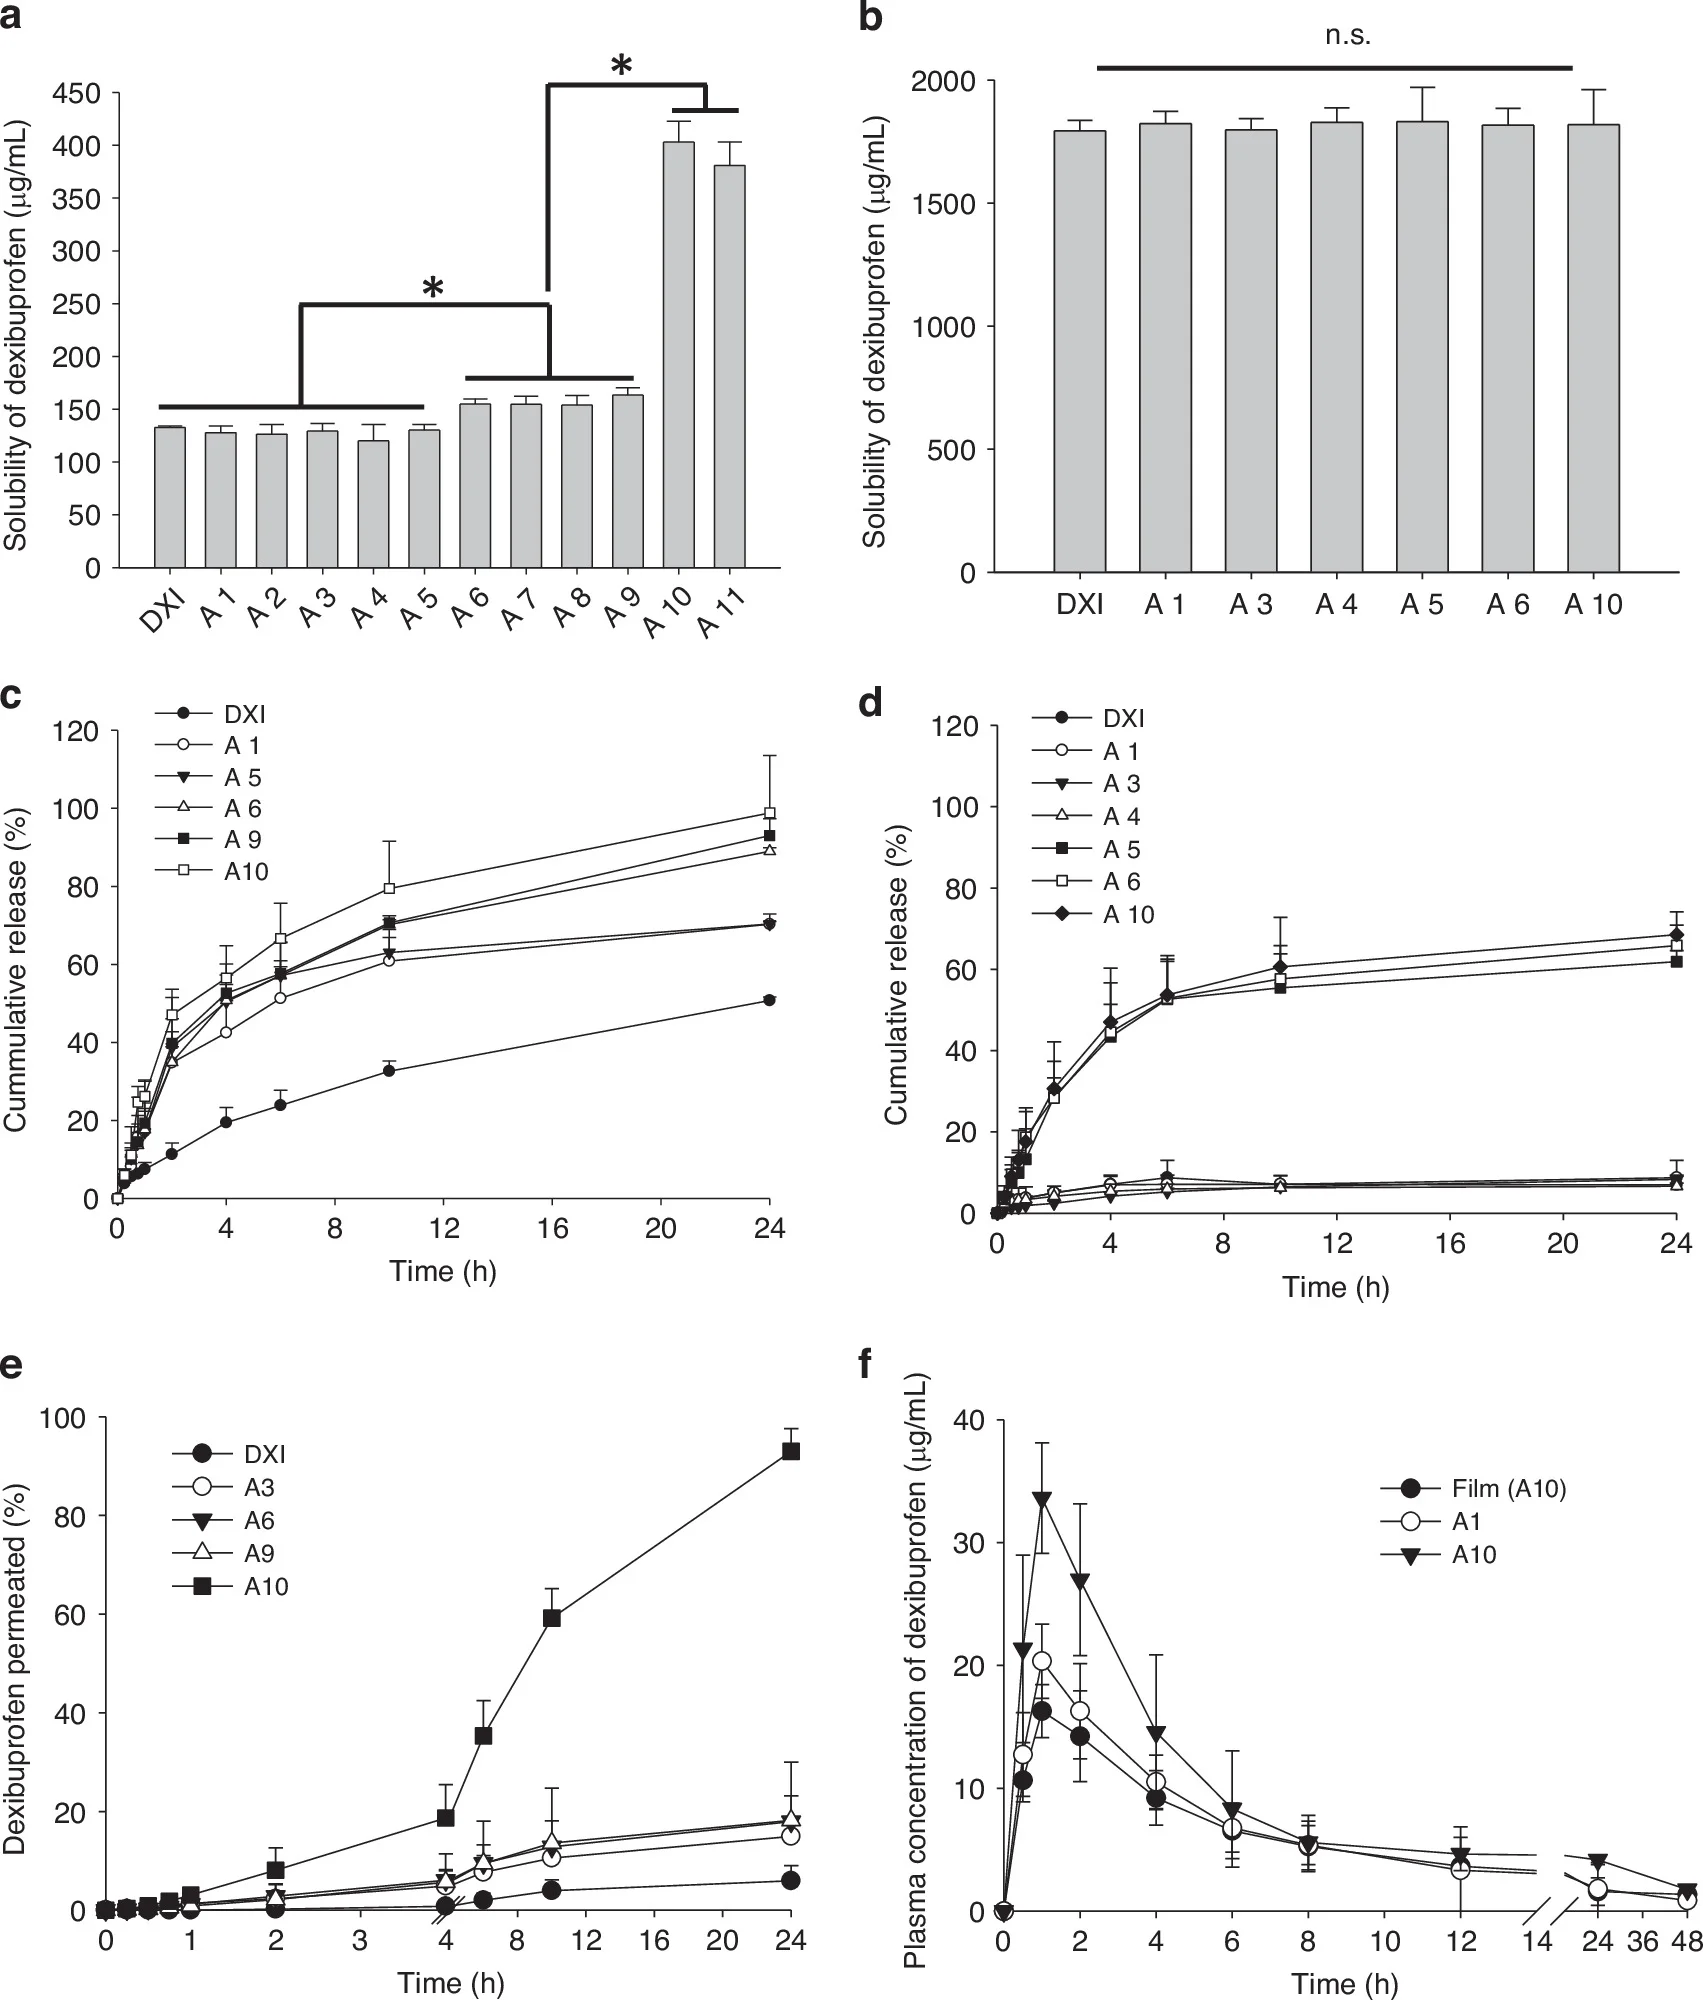 a
Solubility of dexibuprofen (µg/mL)
450
400
350
300
250
200
150
100
50
0
*
*
DXI
A 1
A 2
A 3
A 4
A 5
A 6
A 7
A 8
A 9
A 10
A 11
b
n.s.
Solubility of dexibuprofen (µg/mL)
2000
1500
1000
500
0
DXI A 1 A 3 A 4 A 5 A 6 A 10
c
Cummulative release (%)
120
100
80
60
40
20
0
DXI
A 1
A 5
A 6
A 9
A10
0 4 8 12 16 20 24
Time (h)
d
Cumulative release (%)
120
100
80
60
40
20
0
DXI
A 1
A 3
A 4
A 5
A 6
A 10
0 4 8 12 16 20 24
Time (h)
e
Dexibuprofen permeated (%)
100
80
60
40
20
0
DXI
A3
A6
A9
A10
0 1 2 3 4 8 12 16 20 24
Time (h)
f
Plasma concentration of dexibuprofen (µg/mL)
40
30
20
10
0
Film (A10)
A1
A10
0 2 4 6 8 10 12 14 24 36 48
Time (h)